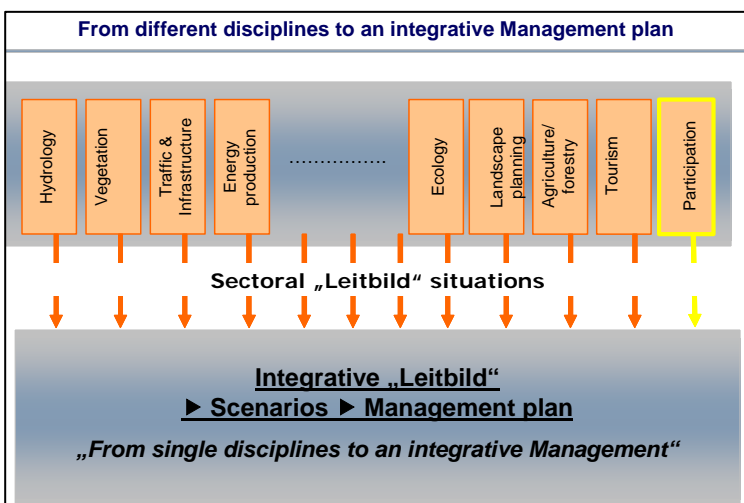 From different disciplines to an integrative Management plan
Hydrology
Vegetation
Traffic &
Infrastructure
Energy
production
................
Ecology
Landscape
planning
Agriculture/
forestry
Tourism
Participation
Sectoral „Leitbild“ situations
Integrative „Leitbild“
▶ Scenarios ▶ Management plan
„From single disciplines to an integrative Management“